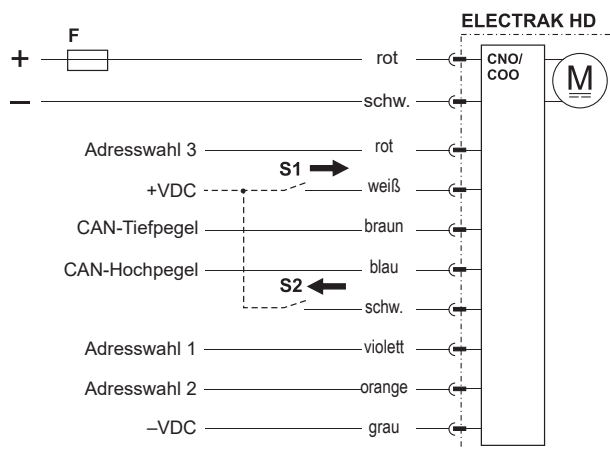 ELECTRAK HD
F
+ rot CNO/
COO
M
– schw.
Adresswahl 3 rot
S1
+VDC weiß
CAN-Tiefpegel braun
CAN-Hochpegel blau
S2
schw.
Adresswahl 1 violett
Adresswahl 2 orange
–VDC grau